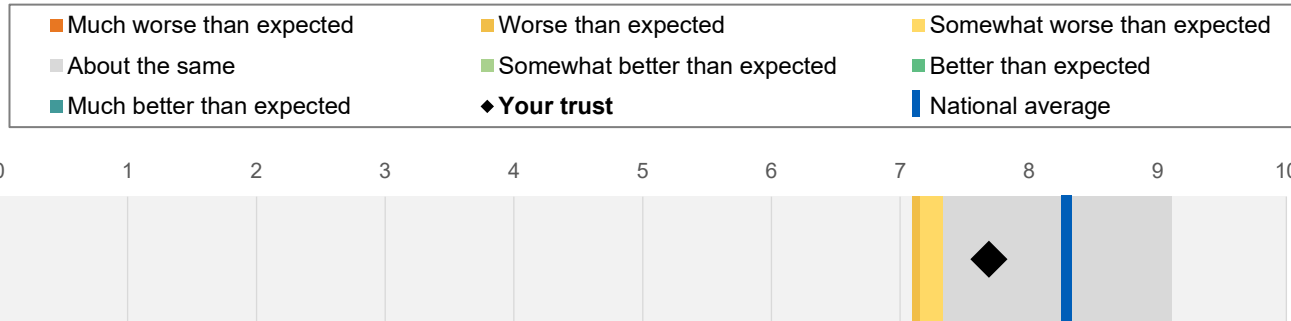 Much worse than expected Worse than expected Somewhat worse than expected
About the same Somewhat better than expected Better than expected
Much better than expected Your trust National average
0 1 2 3 4 5 6 7 8 9 10